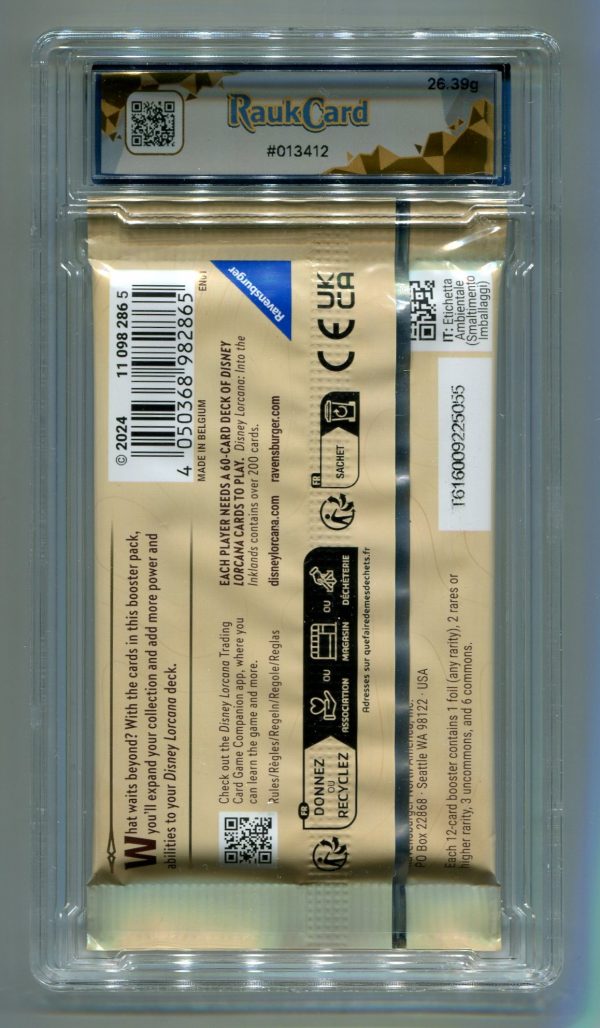 26.39g
RaukCard
#013412
What waits beyond? With the cards in this booster pack,
you'll expand your collection and add more power and
abilities to your Disney Lorcana deck.
© 2024 11 098 286 5
4 050368 982865
EN01
MADE IN BELGIUM
Ravensburger
Check out the Disney Lorcana Trading
Card Game Companion app, where you
can learn the game and more.
Rules/Règles/Regeln/Regole/Reglas
EACH PLAYER NEEDS A 60-CARD DECK OF DISNEY
LORCANA CARDS TO PLAY. Disney Lorcana: Into the
Inklands contains over 200 cards.
disneylorcana.com ravensburger.com
FR
DONNEZ
OU
RECYCLEZ
ASSOCIATION
OU
MAGASIN
OU
DÉCHÈTERIE
Adresses sur quefairedemesdechets.fr
FR
SACHET
CE UK
CA
Ravensburger North America, Inc.
PO Box 22868 · Seattle WA 98122 · USA
Each 12-card booster contains 1 foil (any rarity), 2 rares or
higher rarity, 3 uncommons, and 6 commons.
T616009225055
IT: Etichetta
Ambientale
(Smaltimento
Imballaggi)